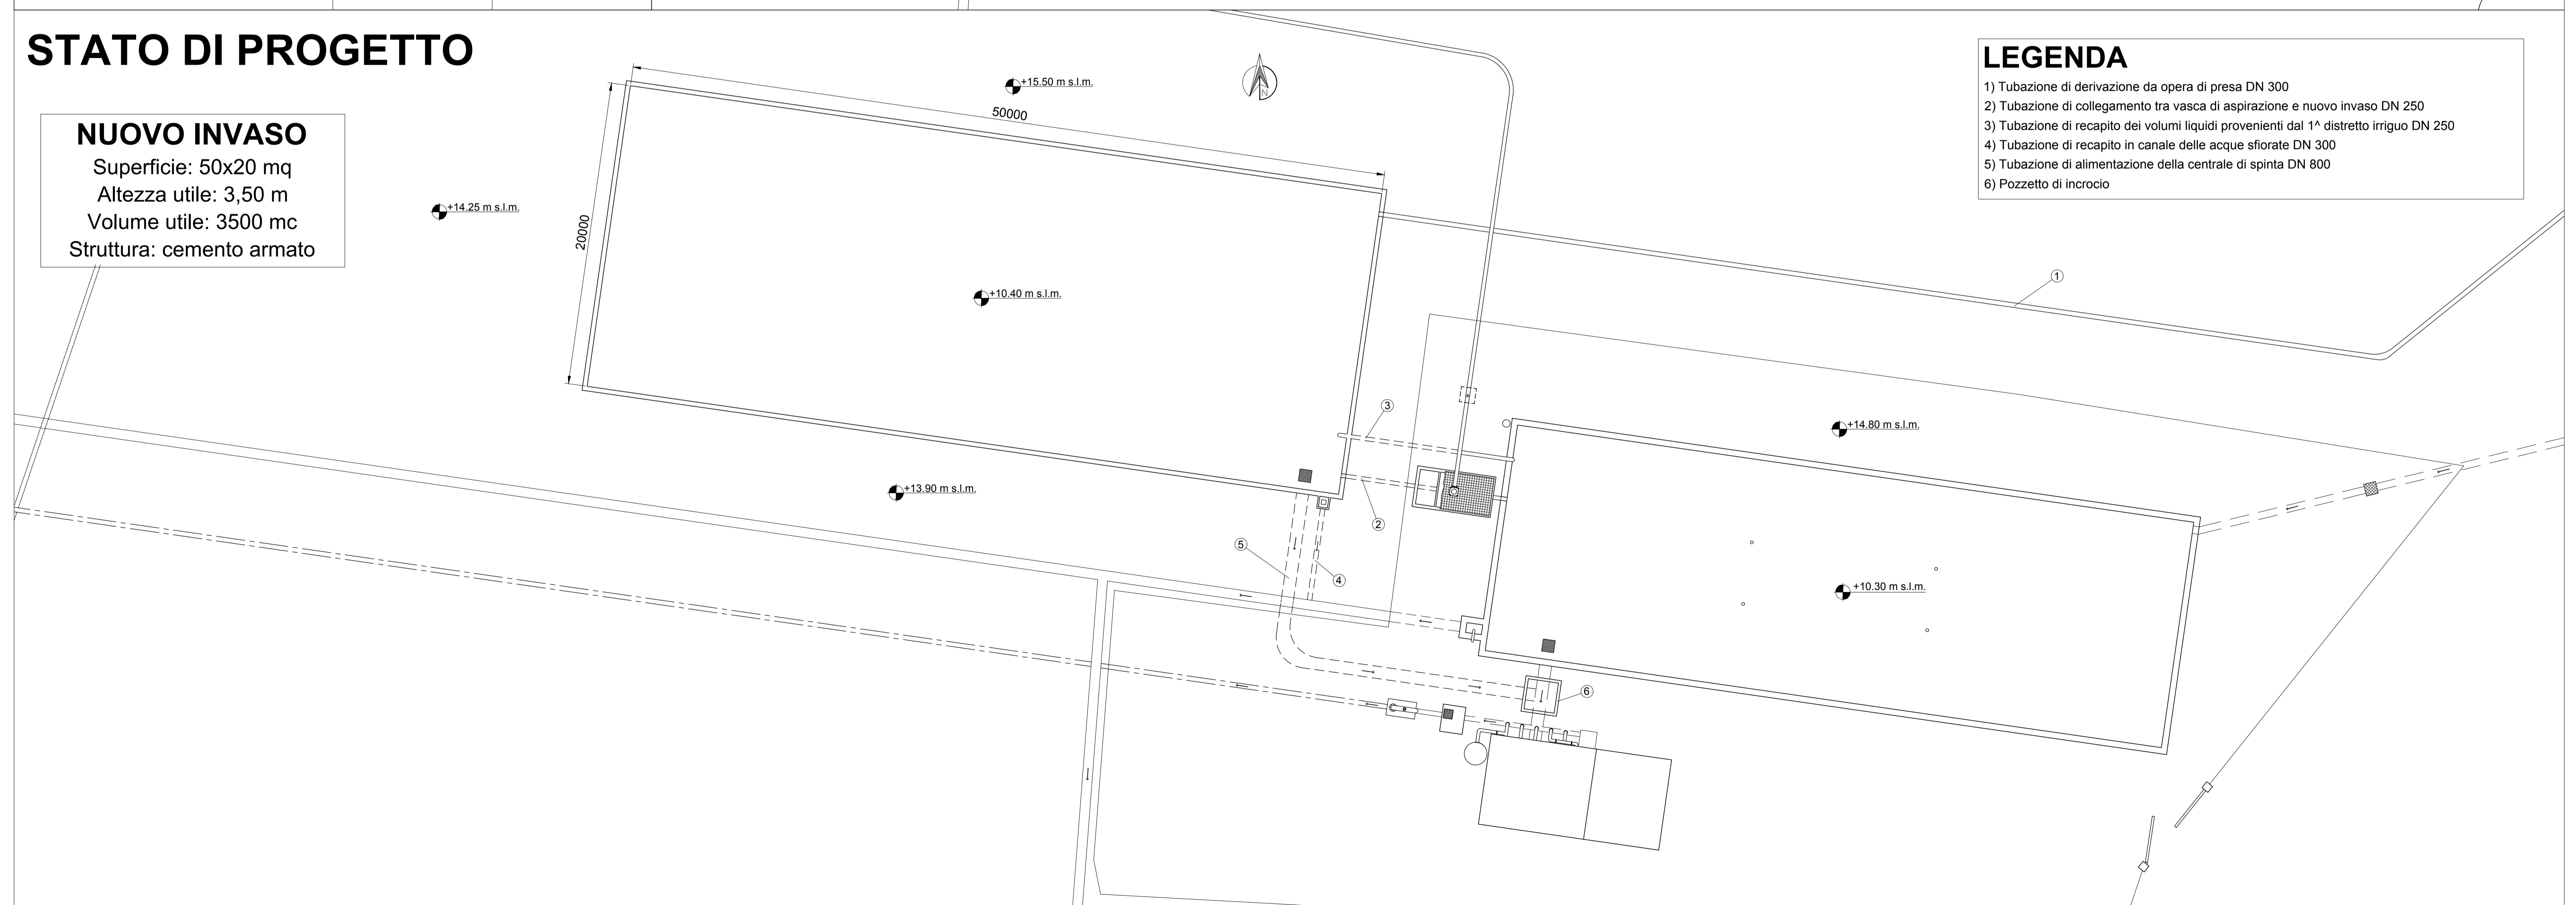 STATO DI PROGETTO
NUOVO INVASO
Superficie: 50x20 mq
Altezza utile: 3,50 m
Volume utile: 3500 mc
Struttura: cemento armato
LEGENDA
1) Tubazione di derivazione da opera di presa DN 300
2) Tubazione di collegamento tra vasca di aspirazione e nuovo invaso DN 250
3) Tubazione di recapito dei volumi liquidi provenienti dal 1^ distretto irriguo DN 250
4) Tubazione di recapito in canale delle acque sfiorate DN 300
5) Tubazione di alimentazione della centrale di spinta DN 800
6) Pozzetto di incrocio
+15.50 m s.l.m.
N
50000
+14.25 m s.l.m.
20000
+10.40 m s.l.m.
1
3
+14.80 m s.l.m.
+13.90 m s.l.m.
2
5
4
+10.30 m s.l.m.
6